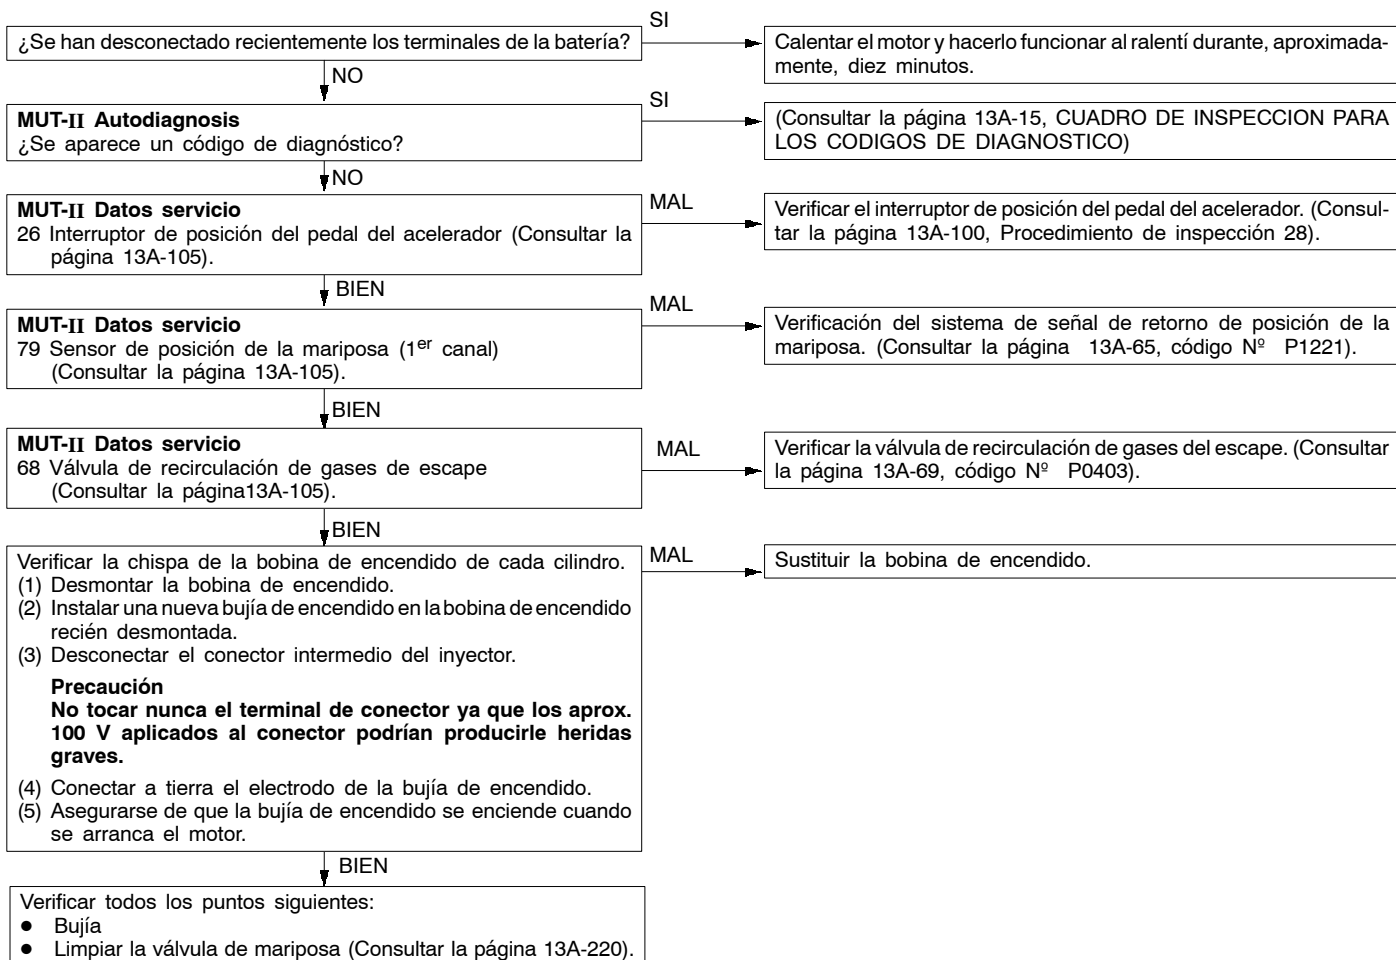 ¿Se han desconectado recientemente los terminales de la batería?
SI
Calentar el motor y hacerlo funcionar al ralentí durante, aproximada-
mente, diez minutos.
NO
MUT-II Autodiagnosis
¿Se aparece un código de diagnóstico?
SI
(Consultar la página 13A-15, CUADRO DE INSPECCION PARA
LOS CODIGOS DE DIAGNOSTICO)
NO
MUT-II Datos servicio
26 Interruptor de posición del pedal del acelerador (Consultar la
página 13A-105).
MAL
Verificar el interruptor de posición del pedal del acelerador. (Consul-
tar la página 13A-100, Procedimiento de inspección 28).
BIEN
MUT-II Datos servicio
79 Sensor de posición de la mariposa (1er canal)
(Consultar la página 13A-105).
MAL
Verificación del sistema de señal de retorno de posición de la
mariposa. (Consultar la página 13A-65, código Nº P1221).
BIEN
MUT-II Datos servicio
68 Válvula de recirculación de gases de escape
(Consultar la página13A-105).
MAL
Verificar la válvula de recirculación de gases del escape. (Consultar
la página 13A-69, código Nº P0403).
BIEN
Verificar la chispa de la bobina de encendido de cada cilindro.
(1) Desmontar la bobina de encendido.
(2) Instalar una nueva bujía de encendido en la bobina de encendido
recién desmontada.
(3) Desconectar el conector intermedio del inyector.
Precaución
No tocar nunca el terminal de conector ya que los aprox.
100 V aplicados al conector podrían producirle heridas
graves.
(4) Conectar a tierra el electrodo de la bujía de encendido.
(5) Asegurarse de que la bujía de encendido se enciende cuando
se arranca el motor.
MAL
Sustituir la bobina de encendido.
BIEN
Verificar todos los puntos siguientes:
● Bujía
● Limpiar la válvula de mariposa (Consultar la página 13A-220).